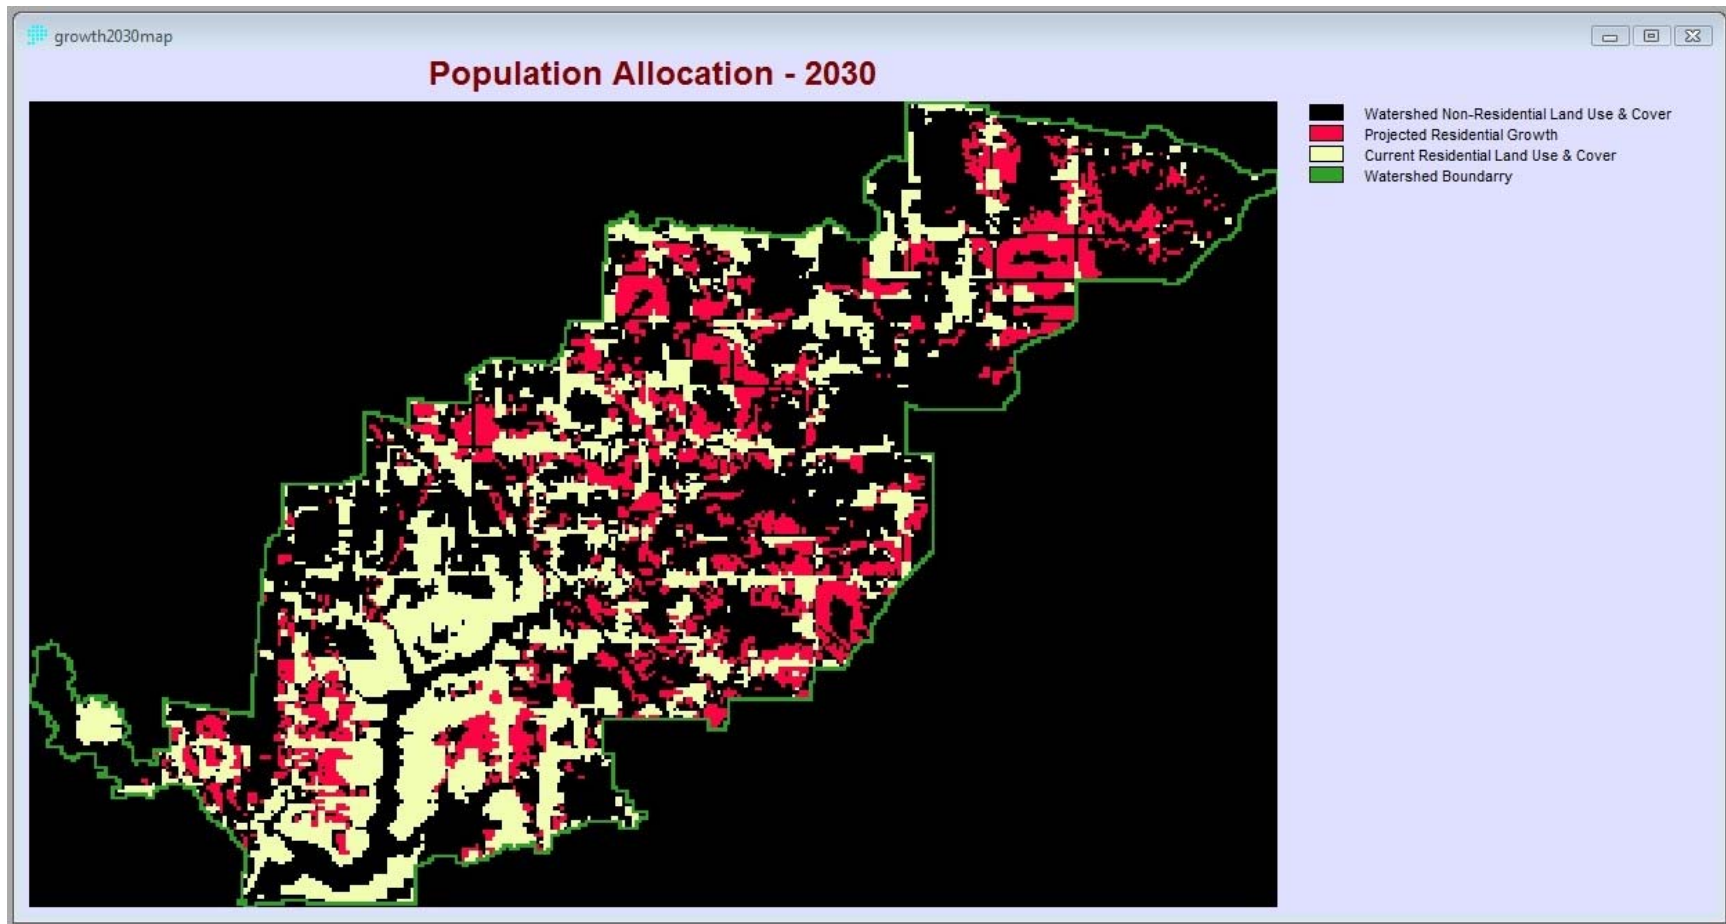 growth2030map
Population Allocation - 2030
Watershed Non-Residential Land Use & Cover
Projected Residential Growth
Current Residential Land Use & Cover
Watershed Boundarry